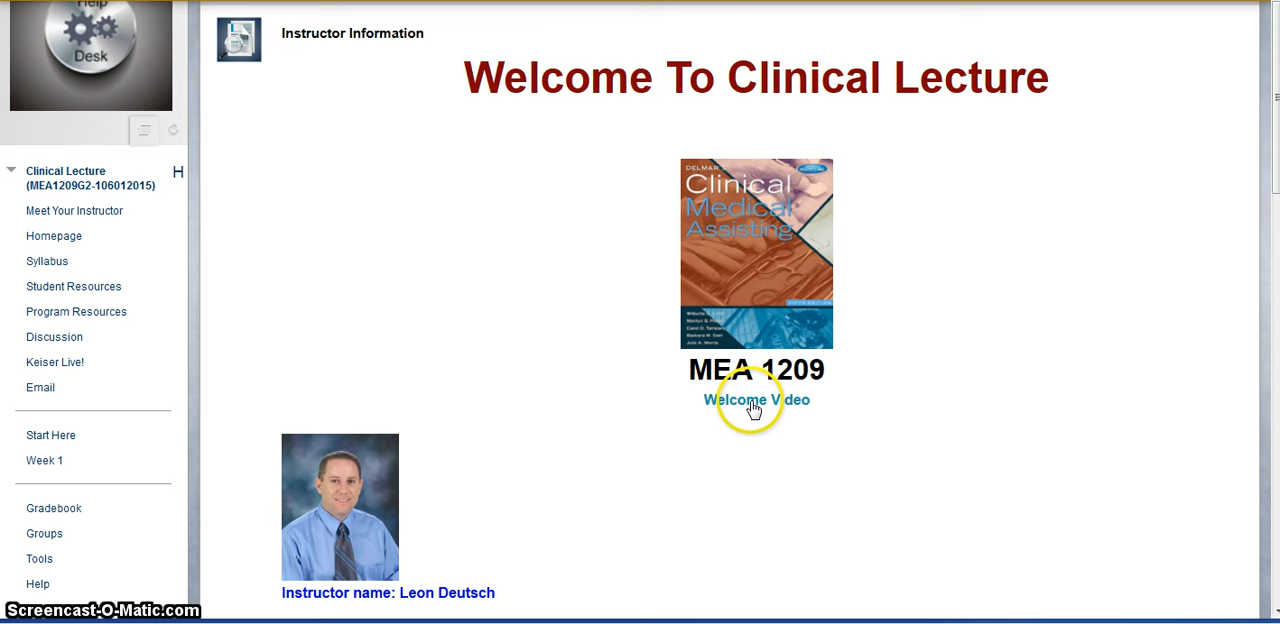 Help
Desk
Clinical Lecture
(MEA1209G2-106012015)
H
Meet Your Instructor
Homepage
Syllabus
Student Resources
Program Resources
Discussion
Keiser Live!
Email
Start Here
Week 1
Gradebook
Groups
Tools
Help
Instructor Information
Welcome To Clinical Lecture
DELMAR'S
Clinical
Medical
Assisting
FIFTH EDITION
MEA 1209
Welcome Video
Instructor name: Leon Deutsch
Screencast-O-Matic.com